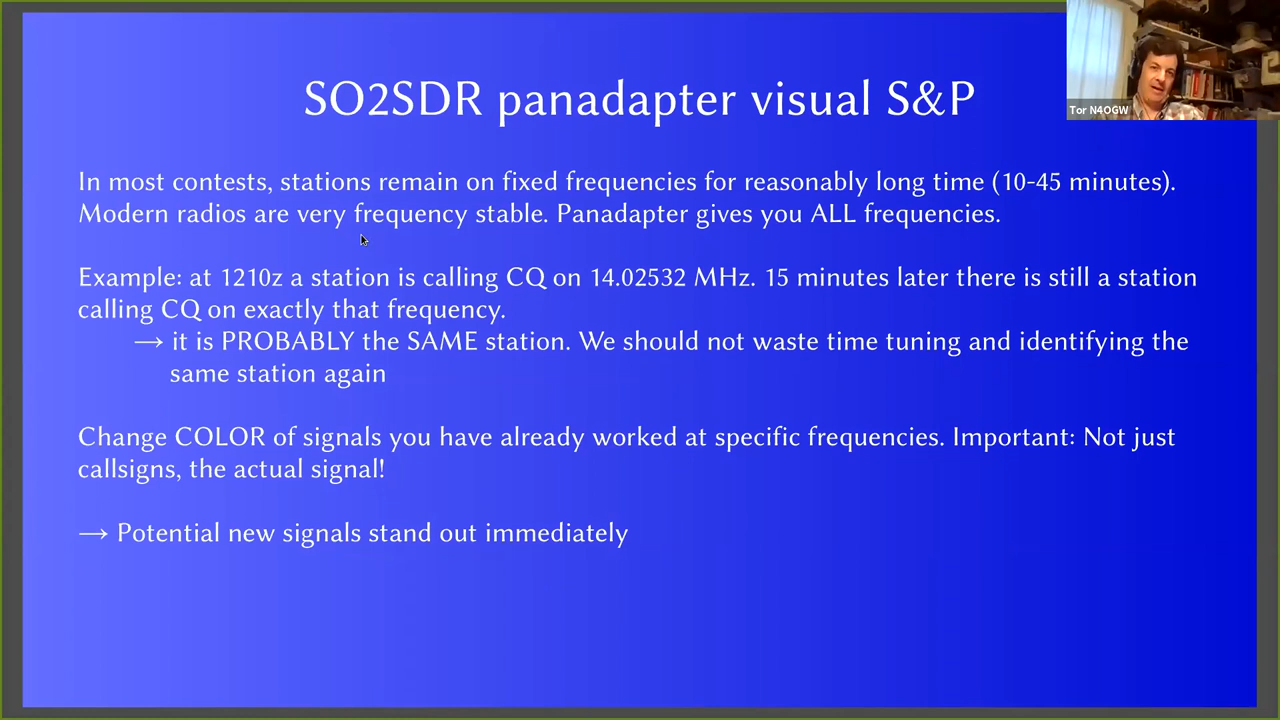 SO2SDR panadapter visual S&P
Tor N4OGW
In most contests, stations remain on fixed frequencies for reasonably long time (10-45 minutes).
Modern radios are very frequency stable. Panadapter gives you ALL frequencies.
Example: at 1210z a station is calling CQ on 14.02532 MHz. 15 minutes later there is still a station
calling CQ on exactly that frequency.
→ it is PROBABLY the SAME station. We should not waste time tuning and identifying the
same station again
Change COLOR of signals you have already worked at specific frequencies. Important: Not just
callsigns, the actual signal!
→ Potential new signals stand out immediately